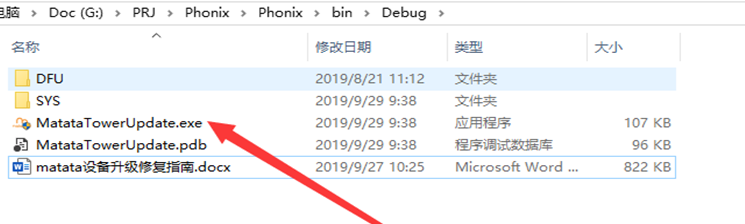 电脑 > Doc (G:) > PRJ > Phonix > Phonix > bin > Debug >
名称 修改日期 类型 大小
DFU 2019/8/21 11:12 文件夹
SYS 2019/9/29 9:38 文件夹
MatataTowerUpdate.exe 2019/9/29 9:38 应用程序 107 KB
MatataTowerUpdate.pdb 2019/9/29 9:38 程序调试数据库 96 KB
matata设备升级修复指南.docx 2019/9/27 10:25 Microsoft Word ... 822 KB